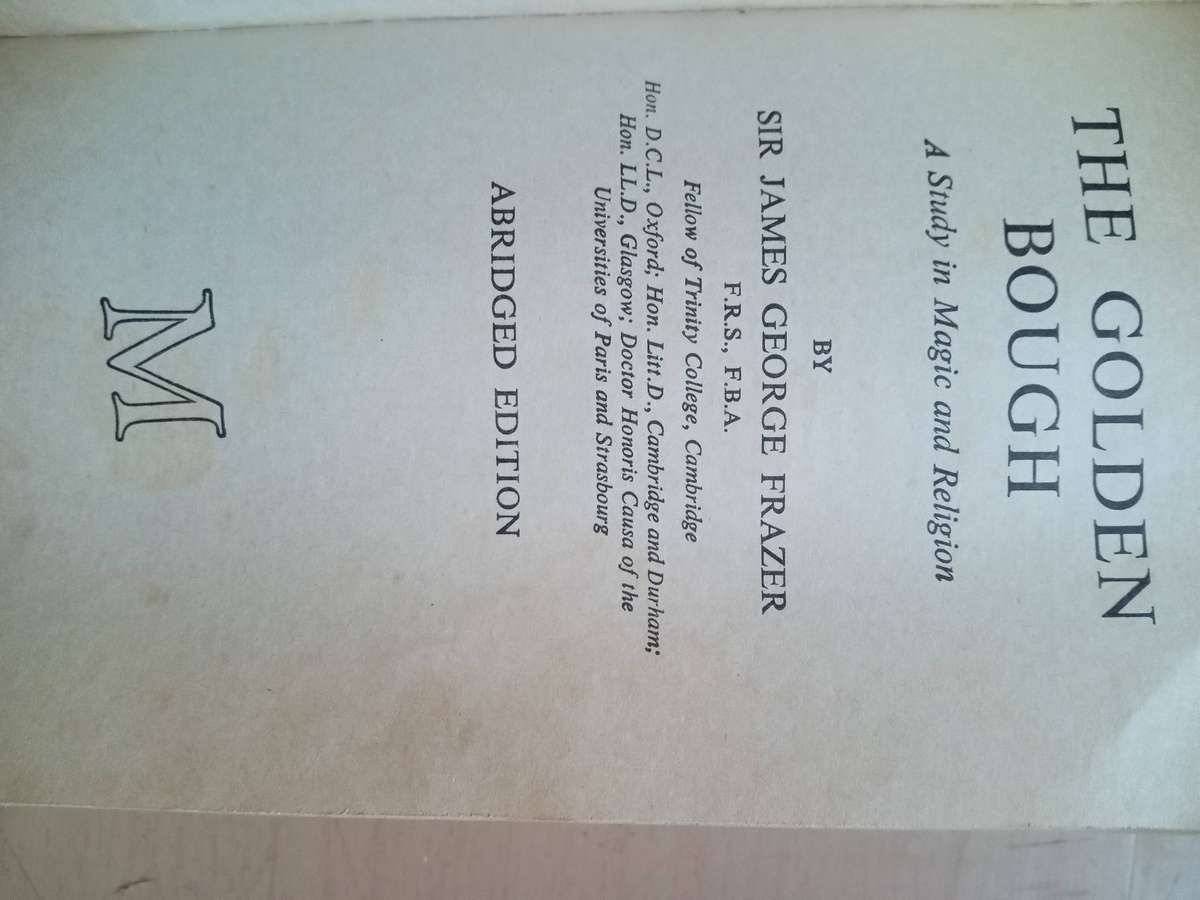 THE GOLDEN
BOUGH
A Study in Magic and Religion
BY
SIR JAMES GEORGE FRAZER
F.R.S., F.B.A.
Fellow of Trinity College, Cambridge
Hon. D.C.L., Oxford; Hon. Litt.D., Cambridge and Durham;
Hon. LL.D., Glasgow; Doctor Honoris Causa of the
Universities of Paris and Strasbourg
ABRIDGED EDITION
M